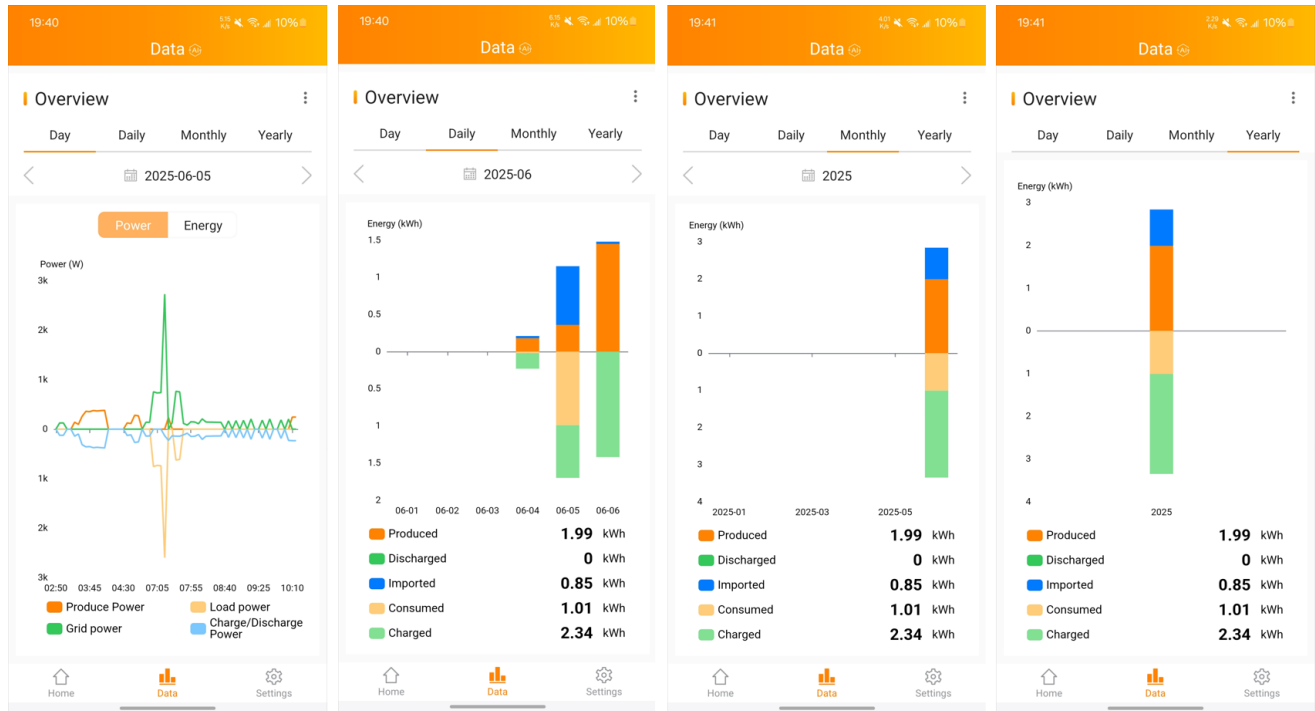 19:40
5.15 K/s 10%
Data
Overview
Day Daily Monthly Yearly
2025-06-05
Power Energy
Power (W)
3k
2k
1k
0
1k
2k
3k
02:50 03:45 04:30 07:05 07:55 08:40 09:25 10:10
Produce Power Load power
Grid power Charge/Discharge
Power
Home Data Settings
19:40
6.15 K/s 10%
Data
Overview
Day Daily Monthly Yearly
2025-06
Energy (kWh)
1.5
1
0.5
0
0.5
1
1.5
2
06-01 06-02 06-03 06-04 06-05 06-06
Produced 1.99 kWh
Discharged 0 kWh
Imported 0.85 kWh
Consumed 1.01 kWh
Charged 2.34 kWh
Home Data Settings
19:41
4.01 K/s 10%
Data
Overview
Day Daily Monthly Yearly
2025
Energy (kWh)
3
2
1
0
1
2
3
4
2025-01 2025-03 2025-05
Produced 1.99 kWh
Discharged 0 kWh
Imported 0.85 kWh
Consumed 1.01 kWh
Charged 2.34 kWh
Home Data Settings
19:41
2.29 K/s 10%
Data
Overview
Day Daily Monthly Yearly
Energy (kWh)
3
2
1
0
1
2
3
4
2025
Produced 1.99 kWh
Discharged 0 kWh
Imported 0.85 kWh
Consumed 1.01 kWh
Charged 2.34 kWh
Home Data Settings